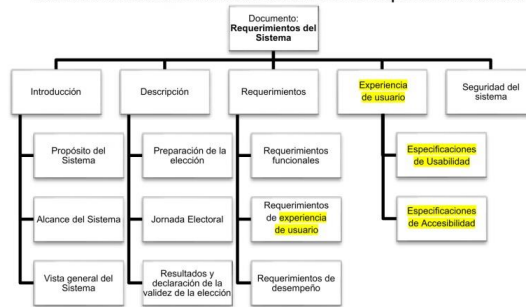 Documento:
Requerimientos del
Sistema
Introducción
Descripción
Requerimientos
Experiencia
de usuario
Seguridad del
sistema
Propósito del
Sistema
Preparación de la
elección
Requerimientos
funcionales
Especificaciones
de Usabilidad
Alcance del Sistema
Jornada Electoral
Requerimientos
de experiencia
de usuario
Especificaciones
de Accesibilidad
Vista general del
Sistema
Resultados y
declaración de la
validez de la elección
Requerimientos de
desempeño